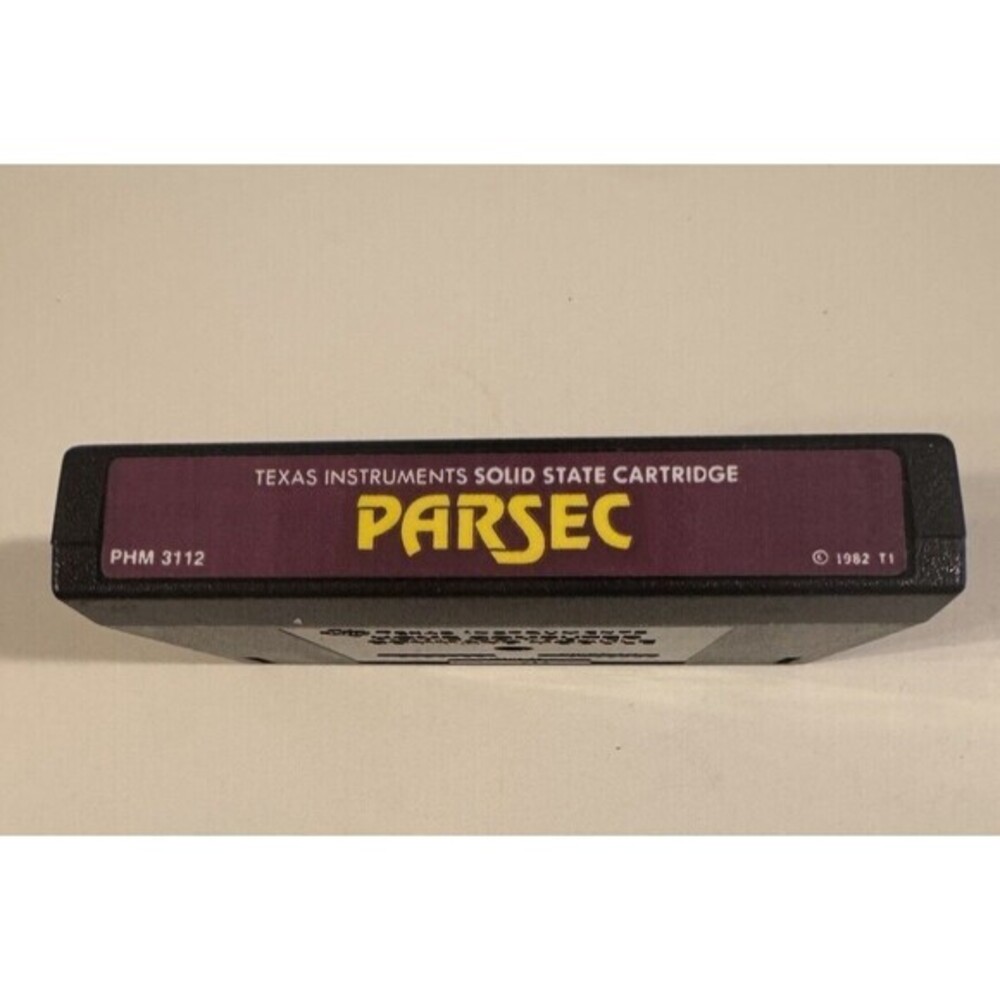 TEXAS INSTRUMENTS SOLID STATE CARTRIDGE
PARSEC
PHM 3112
© 1982 TI